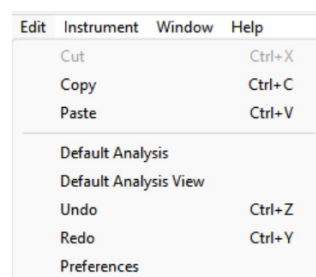 Edit Instrument Window Help
Cut Ctrl+X
Copy Ctrl+C
Paste Ctrl+V
Default Analysis
Default Analysis View
Undo Ctrl+Z
Redo Ctrl+Y
Preferences